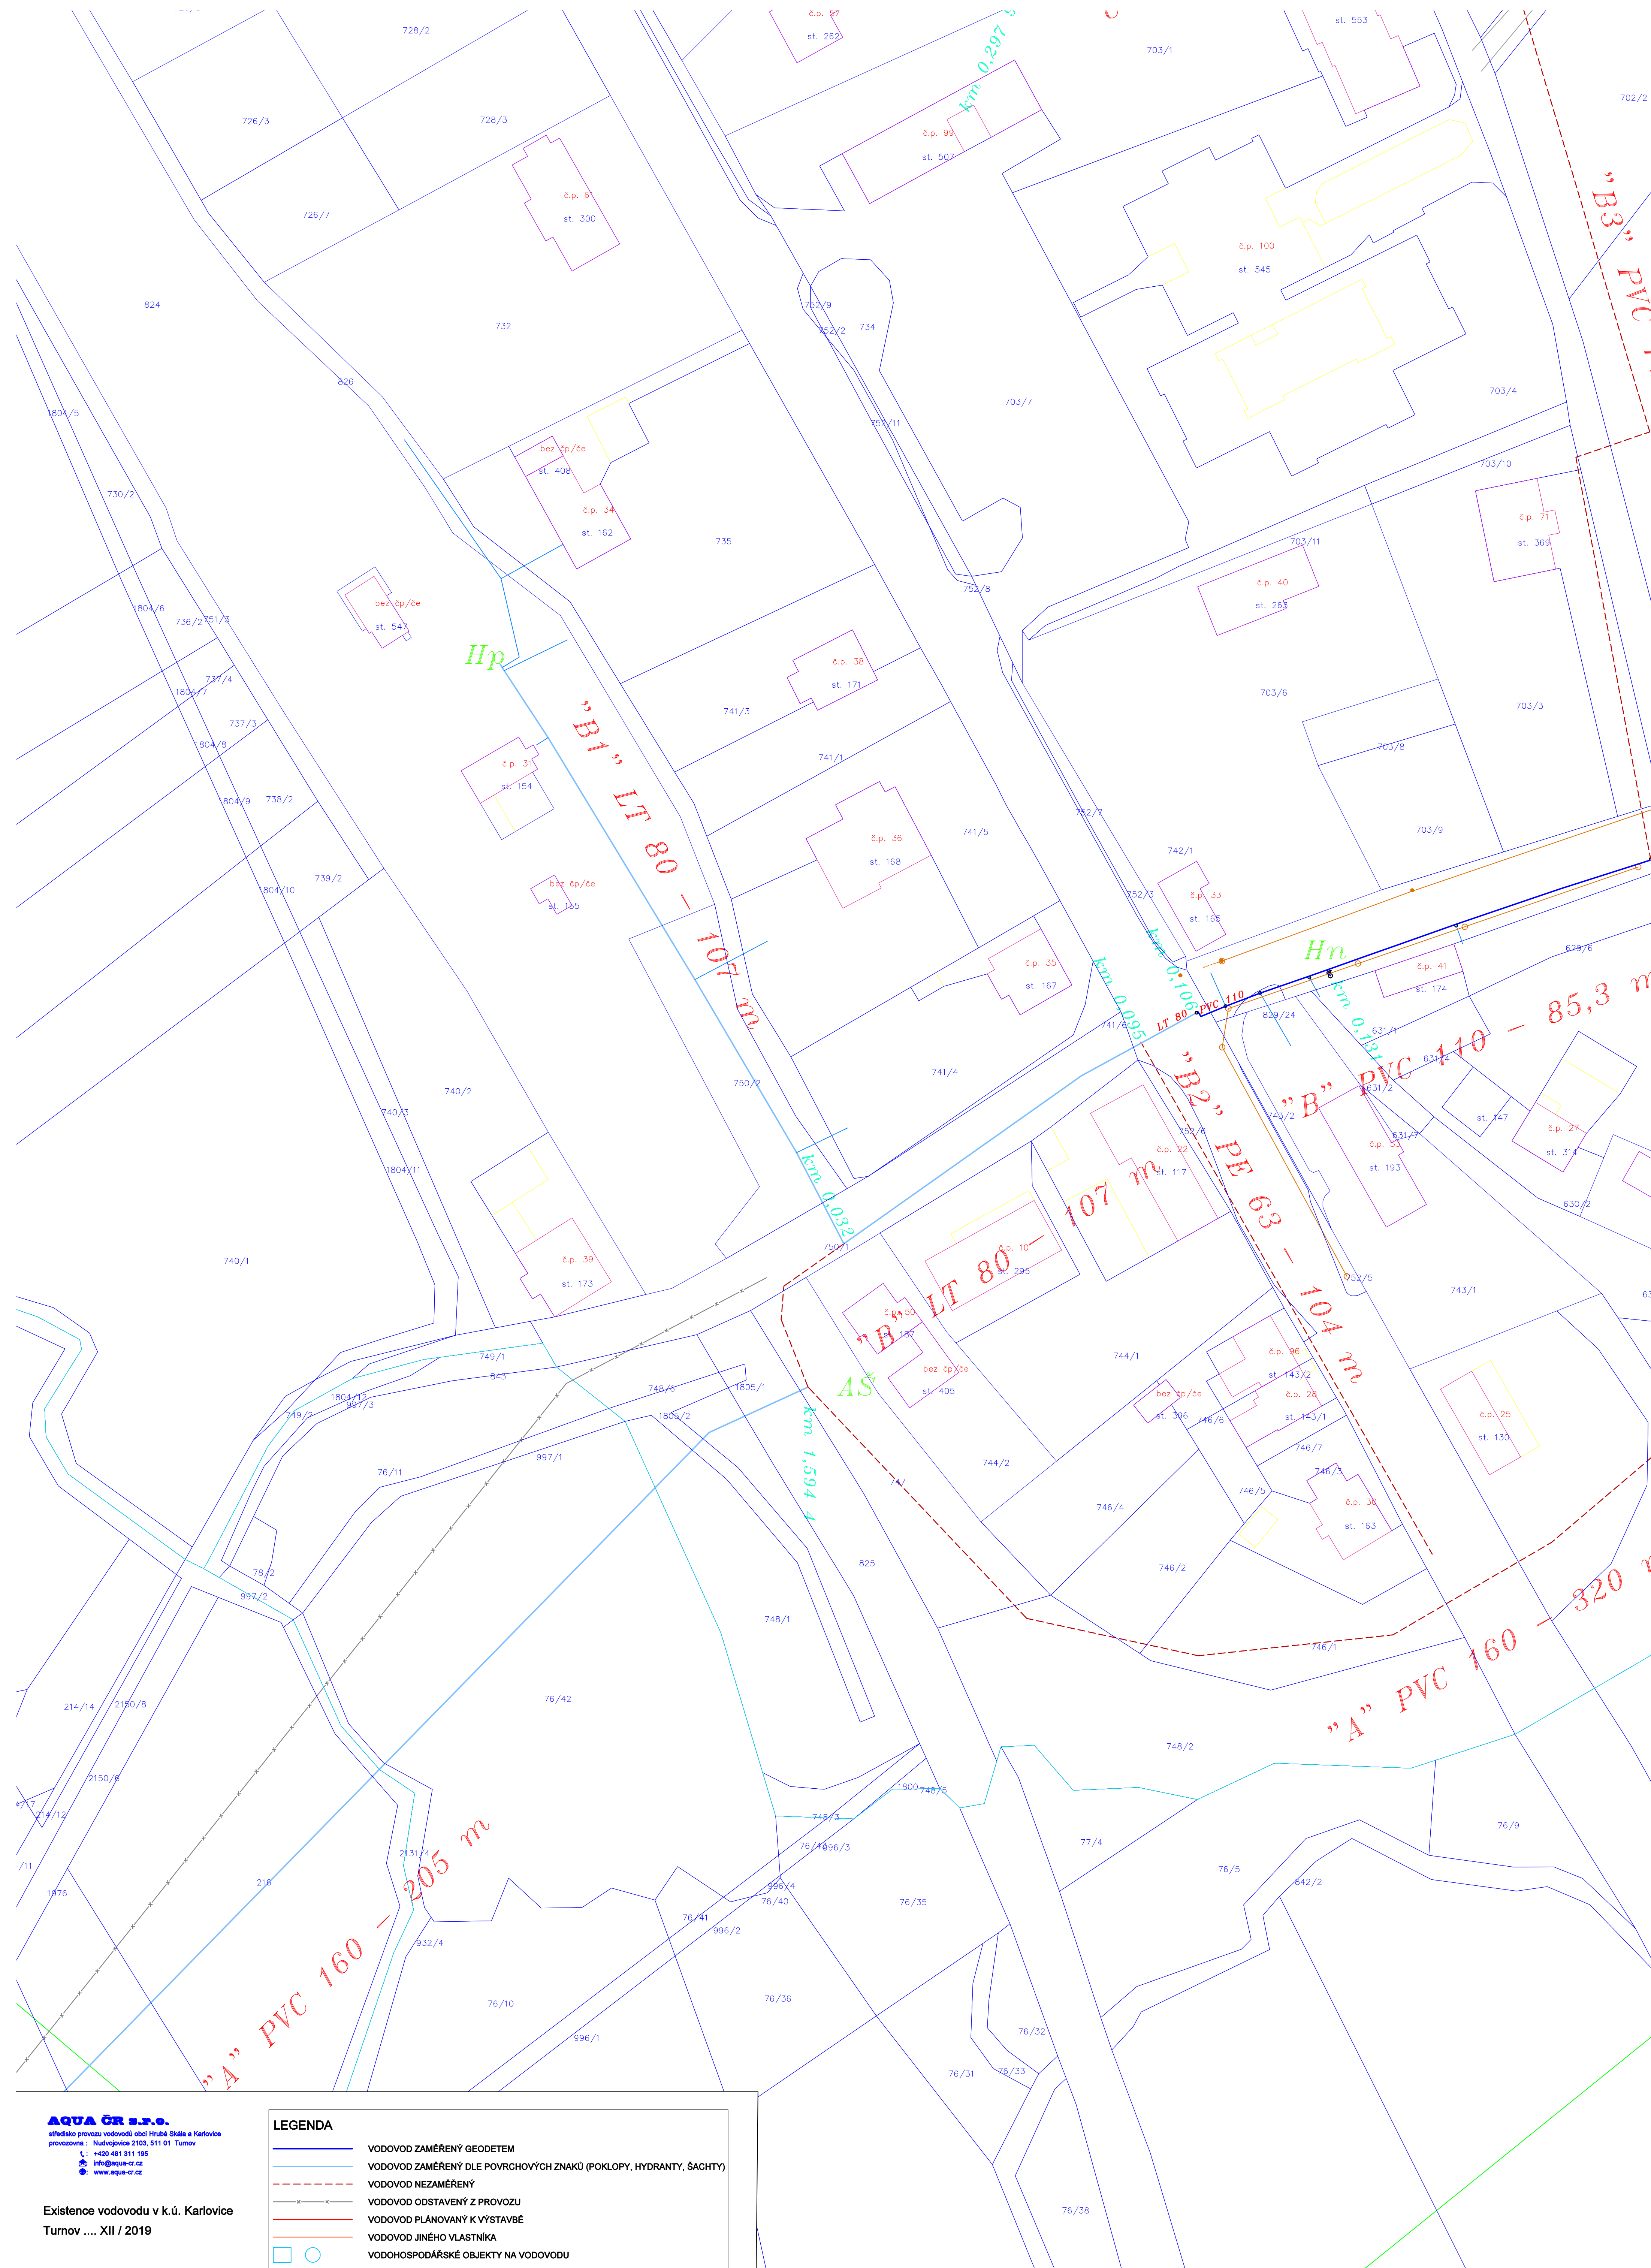 728/2
č.p. 57
st. 262
km 0,297
703/1
st. 553
702/2
726/3
728/3
č.p. 99
st. 507
č.p. 61
st. 300
726/7
č.p. 100
st. 545
"B3" PVC
824
732
752/9
752/2
734
826
703/7
703/4
1804/5
752/11
bez čp/če
st. 408
703/10
730/2
č.p. 34
st. 162
č.p. 71
st. 369
735
703/11
č.p. 40
st. 263
752/8
bez čp/če
st. 547
1804/6
736/2
751/3
Hp
č.p. 38
st. 171
737/4
1804/7
703/6
703/3
741/3
737/3
1804/8
"B1" LT 80 - 107 m
703/8
741/1
č.p. 31
st. 154
1804/9
738/2
752/7
703/9
741/5
č.p. 36
st. 168
742/1
739/2
1804/10
bez čp/če
st. 155
752/3
č.p. 33
st. 165
km 0,106
Hn
629/6
č.p. 35
st. 167
km 0,095
č.p. 41
st. 174
km 0,131
LT 80
PVC 110
829/24
741/6
631/1
631/4
"B" PVC 110 - 85,3 m
741/4
750/2
740/2
740/3
631/2
743/2
st. 147
752/6
"B2" PE 63 - 104 m
631/7
č.p. 27
st. 314
č.p. 53
st. 193
č.p. 22
st. 117
1804/11
km 0,032
630/2
750/1
č.p. 10
st. 295
"B" LT 80 - 107 m
740/1
č.p. 39
st. 173
752/5
743/1
č.p. 50
st. 187
749/1
843
744/1
č.p. 96
st. 143/2
bez čp/če
st. 405
AŠ
748/6
1805/1
1804/12
997/3
749/2
1805/2
bez čp/če
st. 396
746/6
č.p. 28
st. 143/1
č.p. 25
st. 130
746/7
997/1
76/11
km 1,594 4
744/2
747
746/3
746/5
746/4
č.p. 30
st. 163
825
746/2
78/2
997/2
748/1
746/1
"A" PVC 160 - 320
76/42
214/14
2150/8
748/2
2150/6
1800
748/5
214/12
748/3
76/43
996/3
77/4
76/9
76/5
2131/4
216
1976
996/4
76/40
76/35
842/2
76/41
996/2
932/4
"A" PVC 160 - 205 m
76/10
76/36
996/1
76/32
76/31
76/33
76/38
AQUA ČR s.r.o.
středisko provozu vodovodů obcí Hrubá Skála a Karlovice
provozovna : Nudvojovice 2103, 511 01 Turnov
: +420 481 311 195
: info@aqua-cr.cz
: www.aqua-cr.cz
Existence vodovodu v k.ú. Karlovice
Turnov .... XII / 2019
LEGENDA
VODOVOD ZAMĚŘENÝ GEODETEM
VODOVOD ZAMĚŘENÝ DLE POVRCHOVÝCH ZNAKŮ (POKLOPY, HYDRANTY, ŠACHTY)
VODOVOD NEZAMĚŘENÝ
VODOVOD ODSTAVENÝ Z PROVOZU
VODOVOD PLÁNOVANÝ K VÝSTAVBĚ
VODOVOD JINÉHO VLASTNÍKA
VODOHOSPODÁŘSKÉ OBJEKTY NA VODOVODU